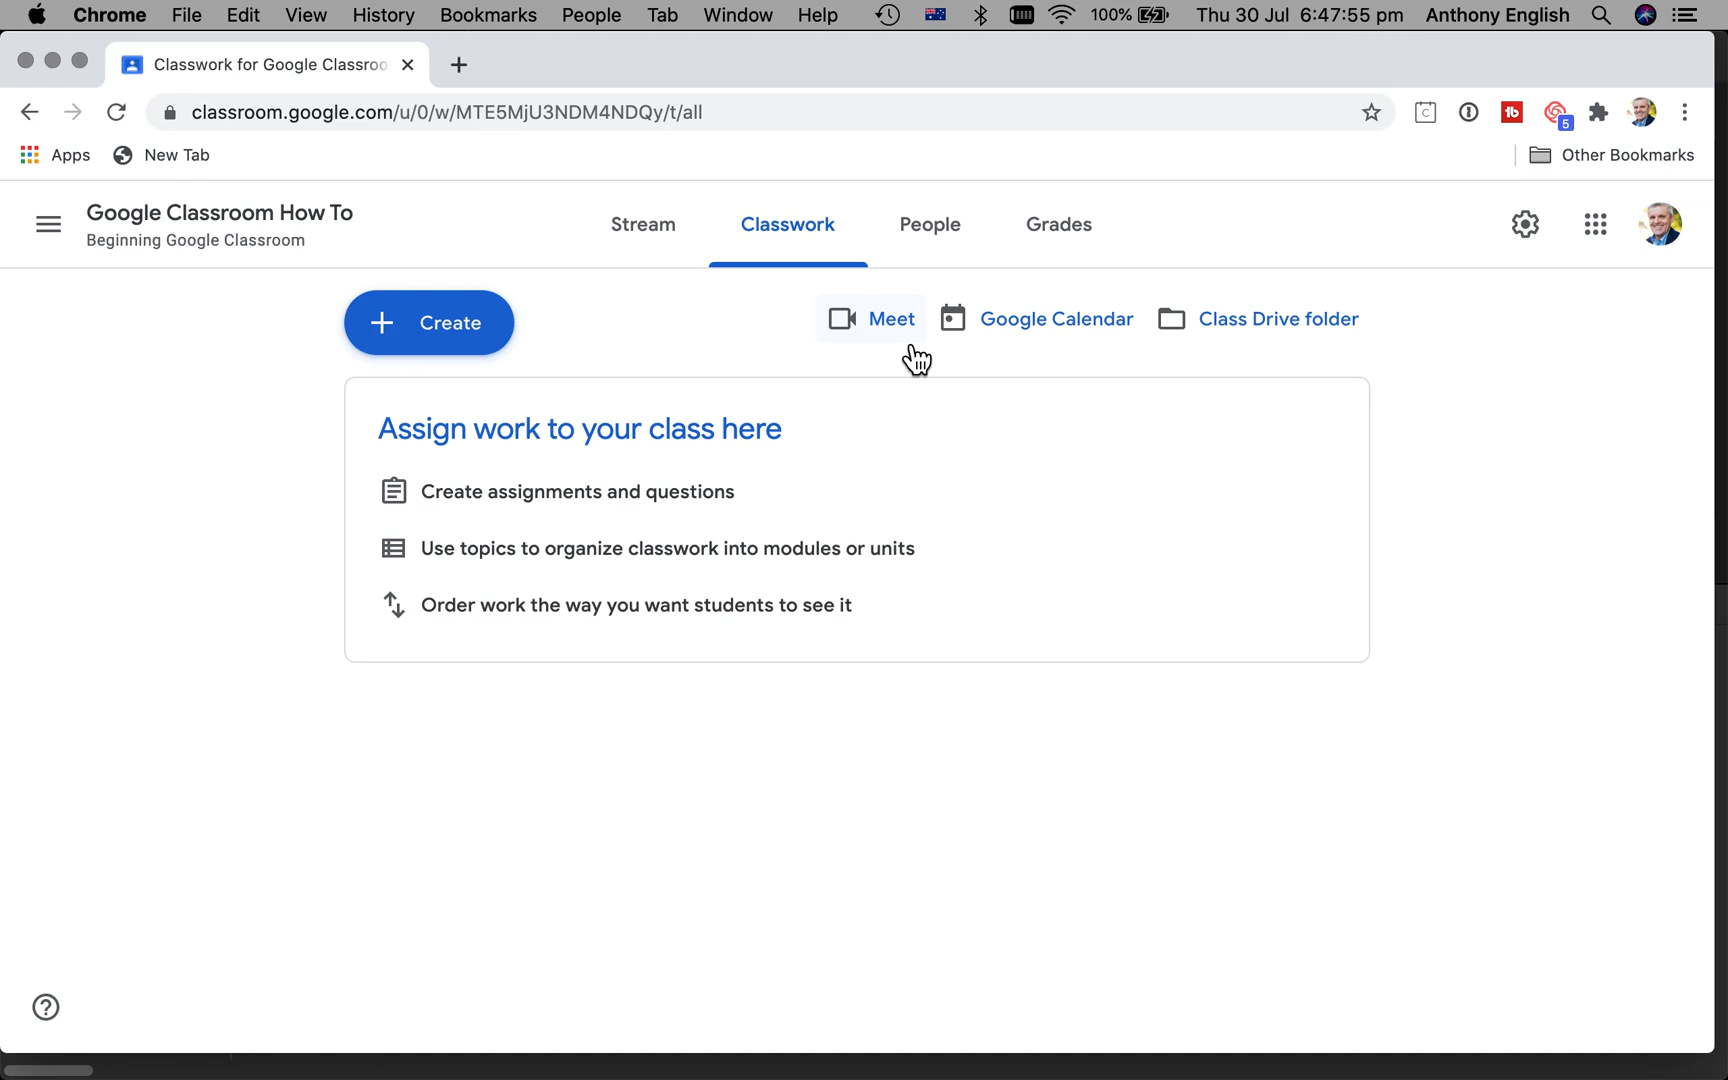 Chrome File Edit View History Bookmarks People Tab Window Help 100% Thu 30 Jul 6:47:55 pm Anthony English
Classwork for Google Classroo
classroom.google.com/u/0/w/MTE5MjU3NDM4NDQy/t/all
5
Apps New Tab Other Bookmarks
Google Classroom How To
Beginning Google Classroom
Stream Classwork People Grades
Create Meet Google Calendar Class Drive folder
Assign work to your class here
Create assignments and questions
Use topics to organize classwork into modules or units
Order work the way you want students to see it